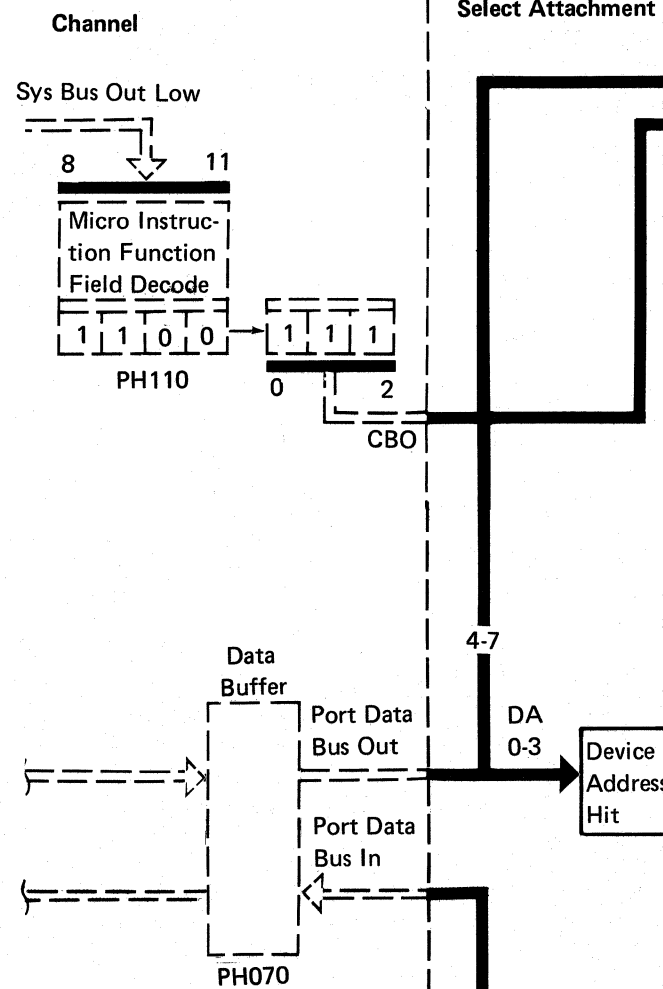 Channel
Select Attachment
Sys Bus Out Low
8 11
Micro Instruc-
tion Function
Field Decode
1 1 0 0
1 1 1
PH110
0 2
CBO
4-7
Data
Buffer
Port Data
Bus Out
DA
0-3
Device
Address
Hit
Port Data
Bus In
PH070